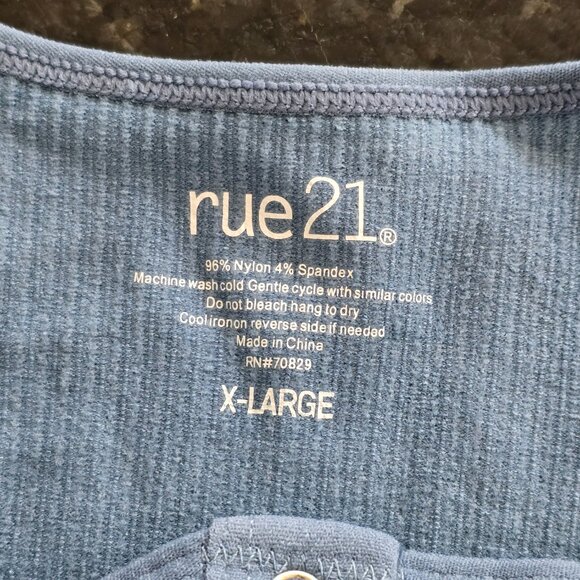 rue21®
96% Nylon 4% Spandex
Machine wash cold Gentle cycle with similar colors
Do not bleach hang to dry
Cool iron on reverse side if needed
Made in China
RN#70829
X-LARGE